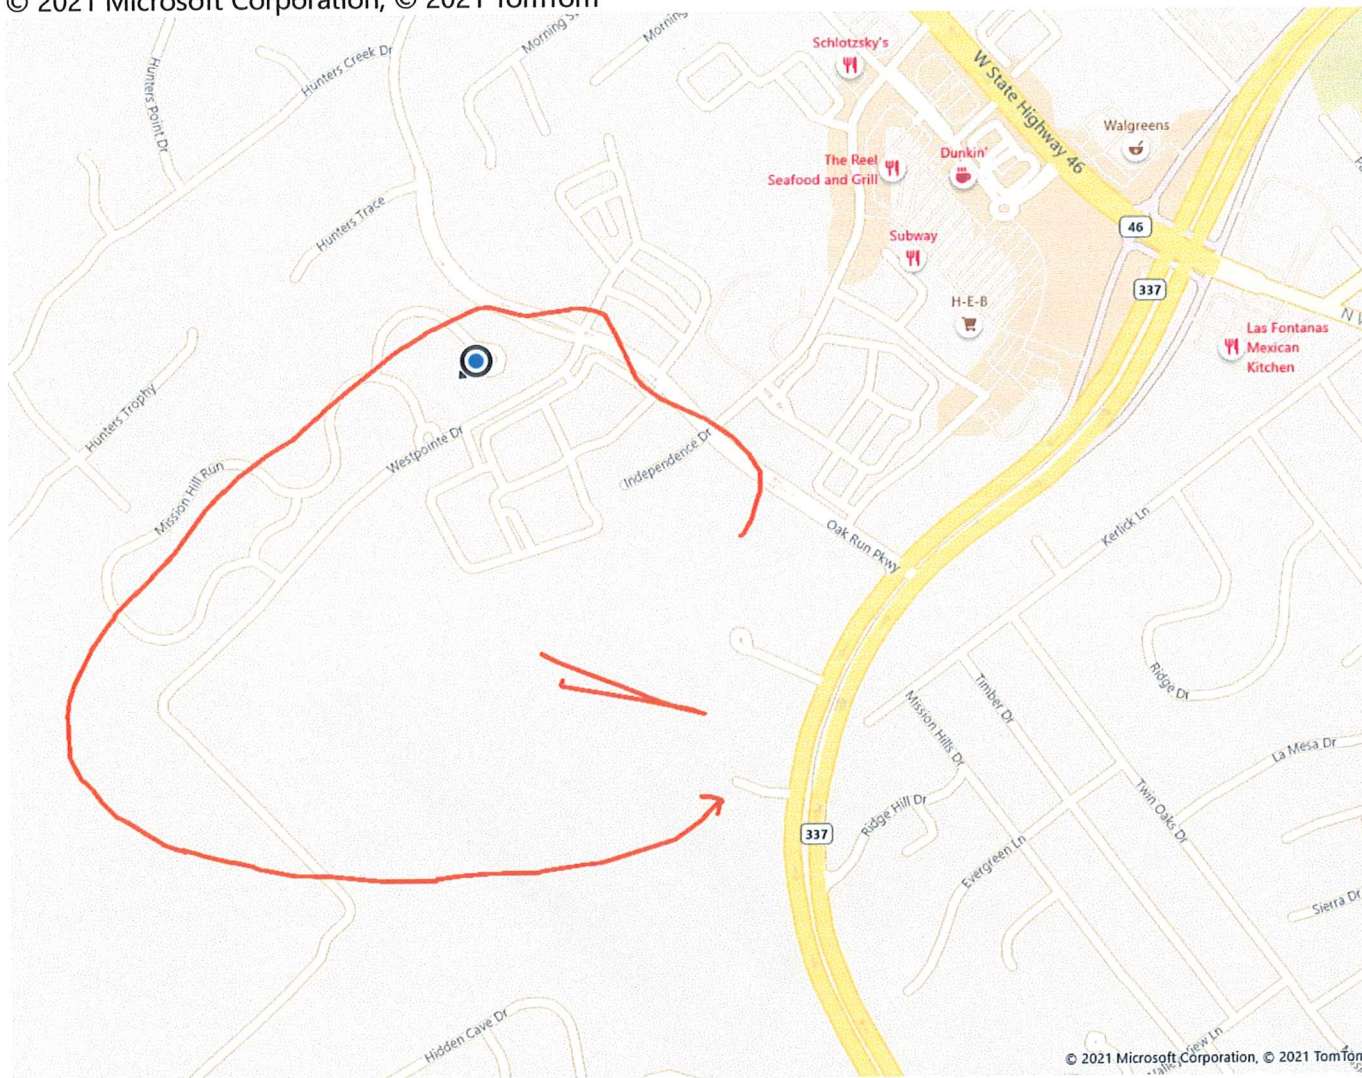 © 2021 Microsoft Corporation, © 2021 TomTom
Hunters Point Dr
Hunters Creek Dr
Morning
Morning
Schlotzsky's
W State Highway 46
Walgreens
The Reel
Seafood and Grill
Dunkin'
Hunters Trace
Subway
46
337
H-E-B
Las Fontanas
Mexican
Kitchen
Hunters Trophy
Westpointe Dr
Independence Dr
Mission Hill Run
Oak Run Pkwy
Kerlick Ln
Ridge Dr
Timber Dr
Mission Hills Dr
La Mesa Dr
Twin Oaks Dr
Ridge Hill Dr
337
Evergreen Ln
Sierra Dr
Hidden Cave Dr
© 2021 Microsoft Corporation, © 2021 TomTom